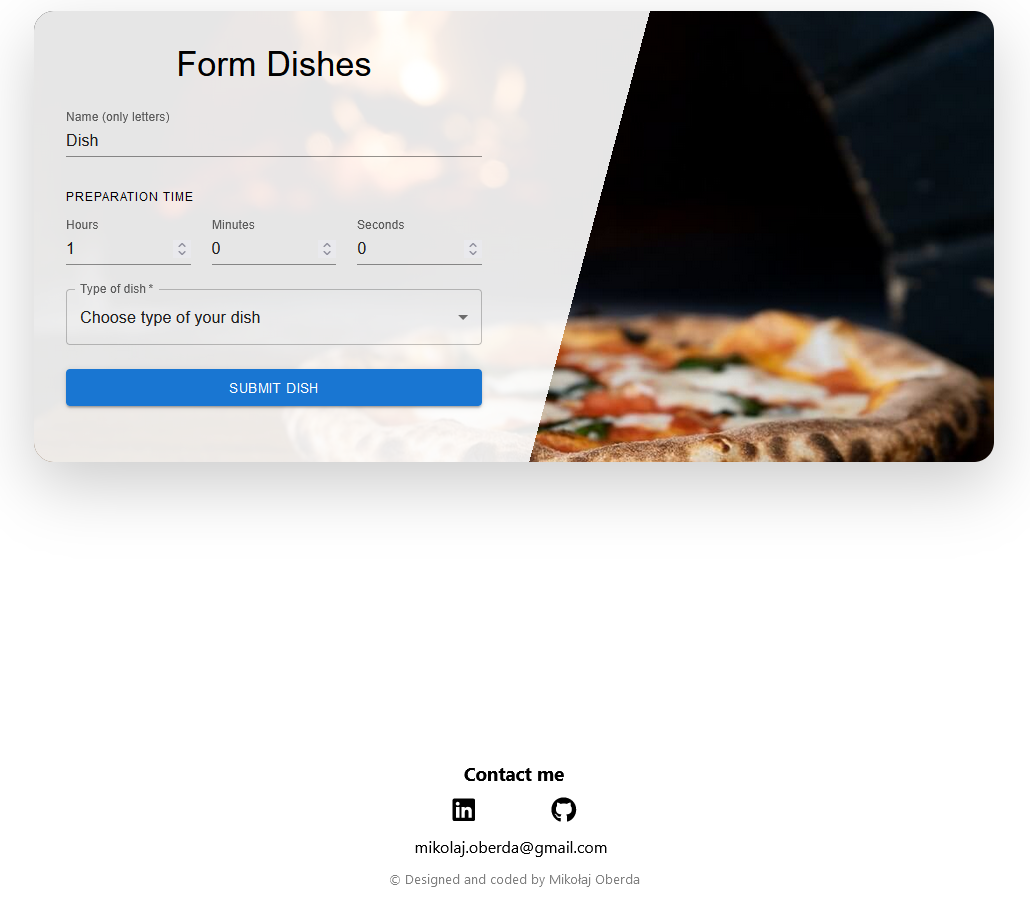 Form Dishes
Name (only letters)
Dish
PREPARATION TIME
Hours Minutes Seconds
1 0 0
Type of dish *
Choose type of your dish
SUBMIT DISH
Contact me
in
mikolaj.oberda@gmail.com
© Designed and coded by Mikołaj Oberda